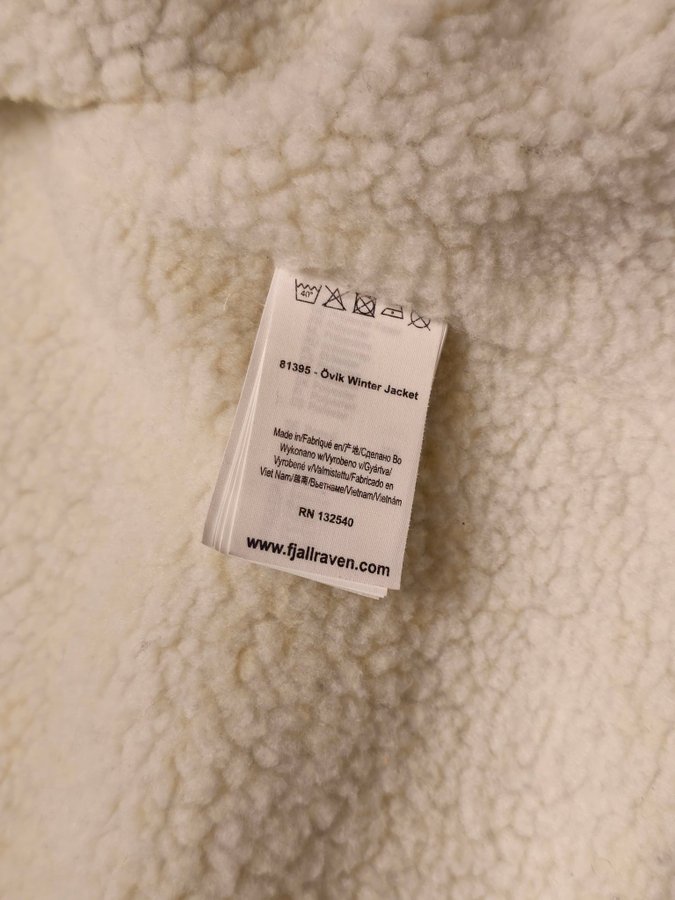 40°
81395 - Övik Winter Jacket
Made in/Fabriqué en/产地/Сделано Во
Wykonano w/Vyrobeno v/Gyártva/
Vyrobené v/Valmistettu/Fabricado en
Viet Nam/越南/Вьетнаме/Vietnam/Vietnám
RN 132540
www.fjallraven.com